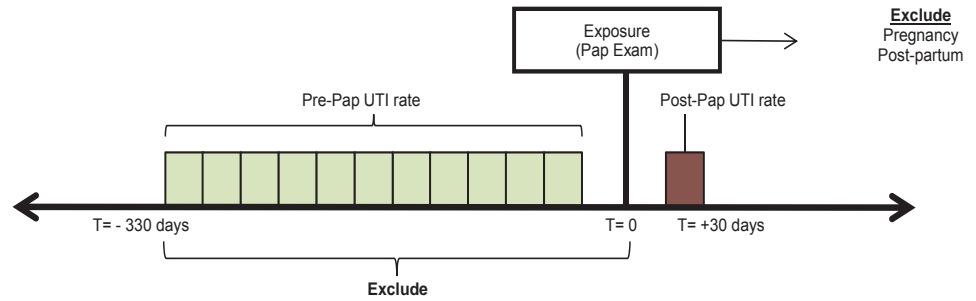 Exposure
(Pap Exam)
Exclude
Pregnancy
Post-partum
Pre-Pap UTI rate
Post-Pap UTI rate
T= - 330 days
T= 0
T= +30 days
Exclude